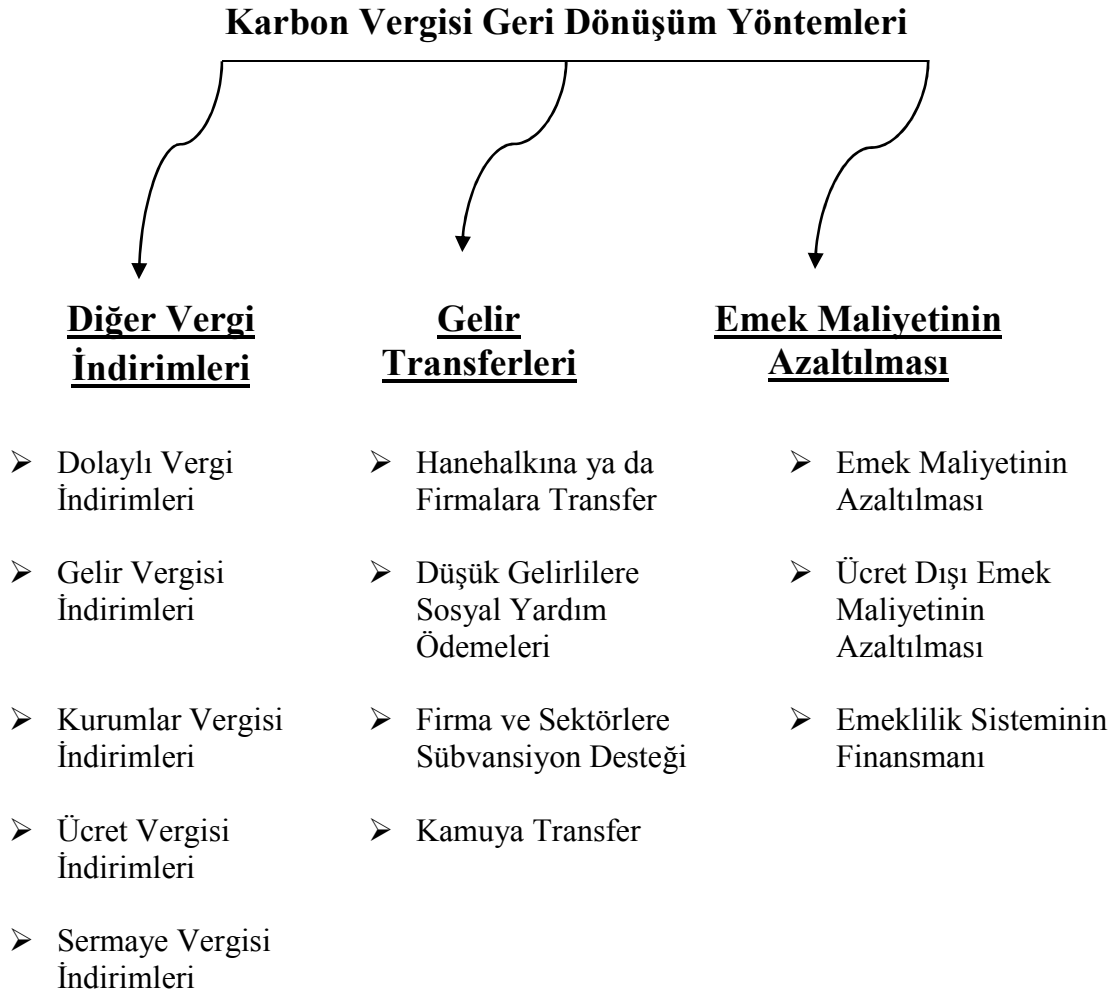 Karbon Vergisi Geri Dönüşüm Yöntemleri
Diğer Vergi
İndirimleri
Gelir
Transferleri
Emek Maliyetinin
Azaltılması
➢ Dolaylı Vergi
İndirimleri
➢ Gelir Vergisi
İndirimleri
➢ Kurumlar Vergisi
İndirimleri
➢ Ücret Vergisi
İndirimleri
➢ Sermaye Vergisi
İndirimleri
➢ Hanehalkına ya da
Firmalara Transfer
➢ Düşük Gelirlilere
Sosyal Yardım
Ödemeleri
➢ Firma ve Sektörlere
Sübvansiyon Desteği
➢ Kamuya Transfer
➢ Emek Maliyetinin
Azaltılması
➢ Ücret Dışı Emek
Maliyetinin
Azaltılması
➢ Emeklilik Sisteminin
Finansmanı